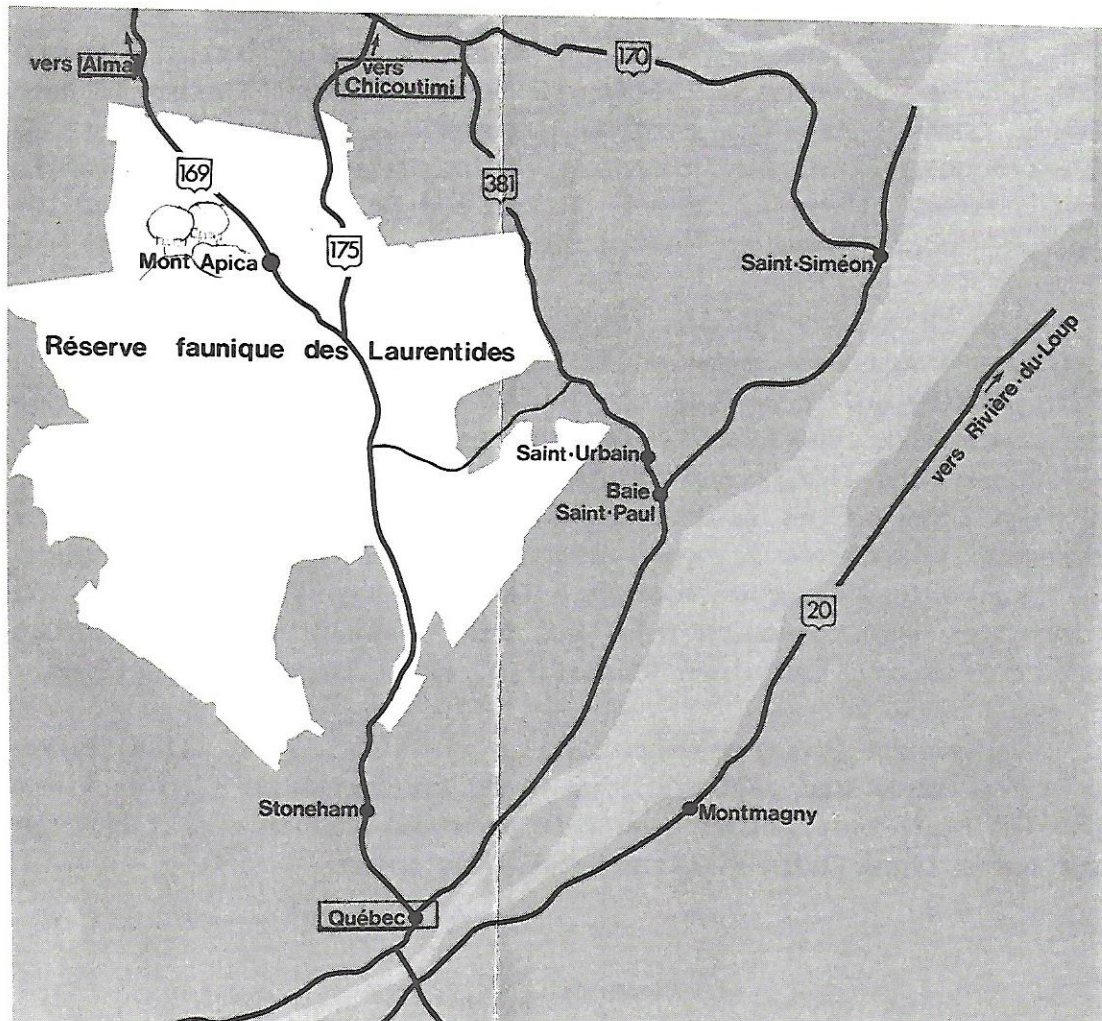 vers Alma
vers
Chicoutimi
170
169
381
175
Mont Apica
Saint-Siméon
Réserve faunique des Laurentides
vers Rivière-du-Loup
Saint-Urbain
Baie
Saint-Paul
20
Stoneham
Montmagny
Québec